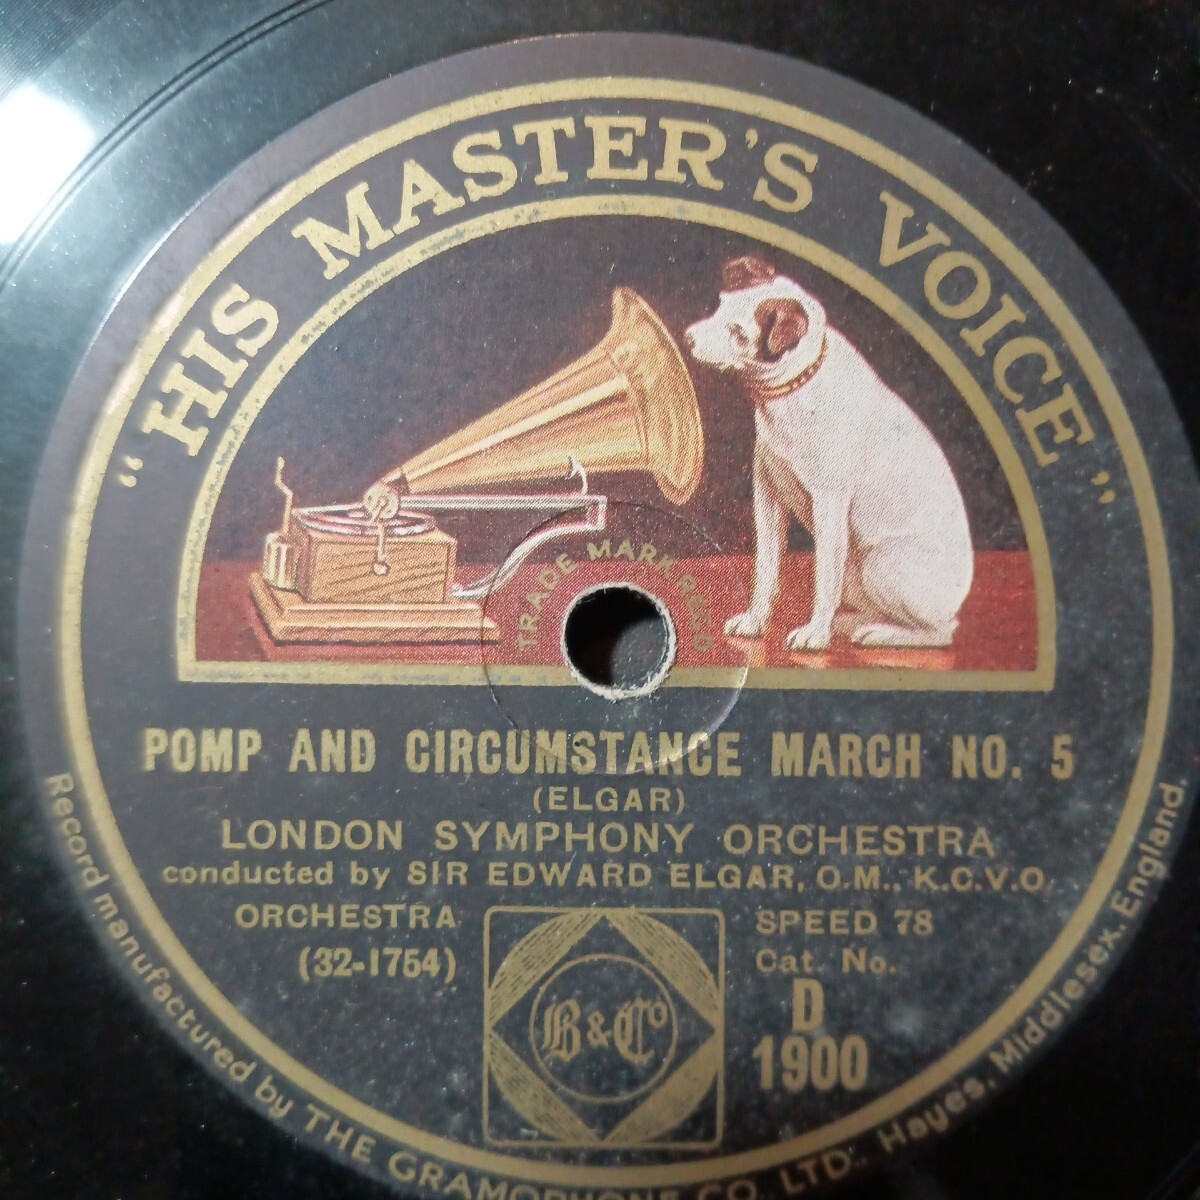 “HIS MASTER'S VOICE”
TRADE MARK REGD
POMP AND CIRCUMSTANCE MARCH NO. 5
(ELGAR)
LONDON SYMPHONY ORCHESTRA
conducted by SIR EDWARD ELGAR, O.M., K.C.V.O
ORCHESTRA
(32-1754)
B & Co
SPEED 78
Cat. No.
D
1900
Record manufactured by THE GRAMOPHONE CO., LTD., Hayes, Middlesex, England.